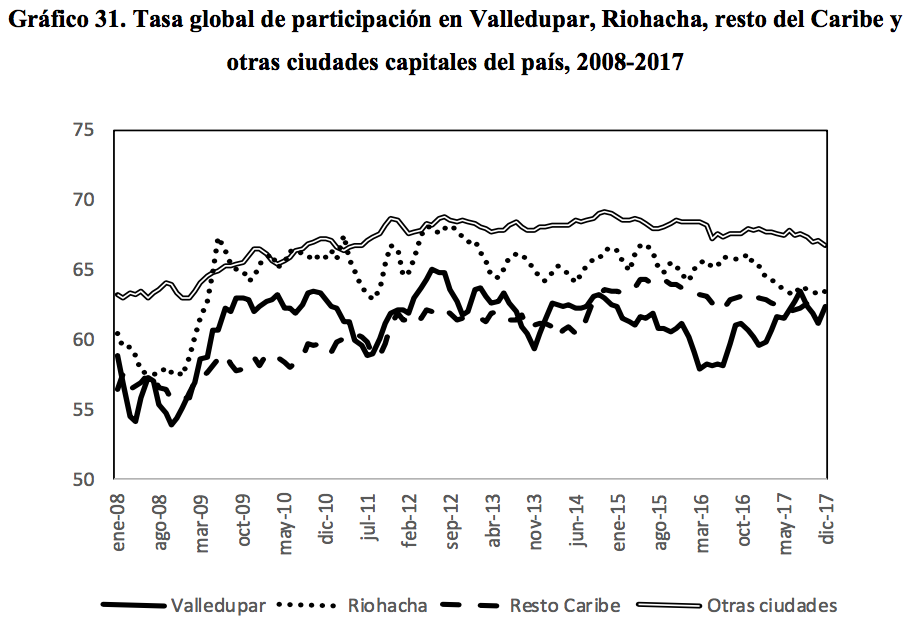 Gráfico 31. Tasa global de participación en Valledupar, Riohacha, resto del Caribe y
otras ciudades capitales del país, 2008-2017
75
70
65
60
55
50
ene-08
ago-08
mar-09
oct-09
may-10
dic-10
jul-11
feb-12
sep-12
abr-13
nov-13
jun-14
ene-15
ago-15
mar-16
oct-16
may-17
dic-17
Valledupar
Riohacha
Resto Caribe
Otras ciudades